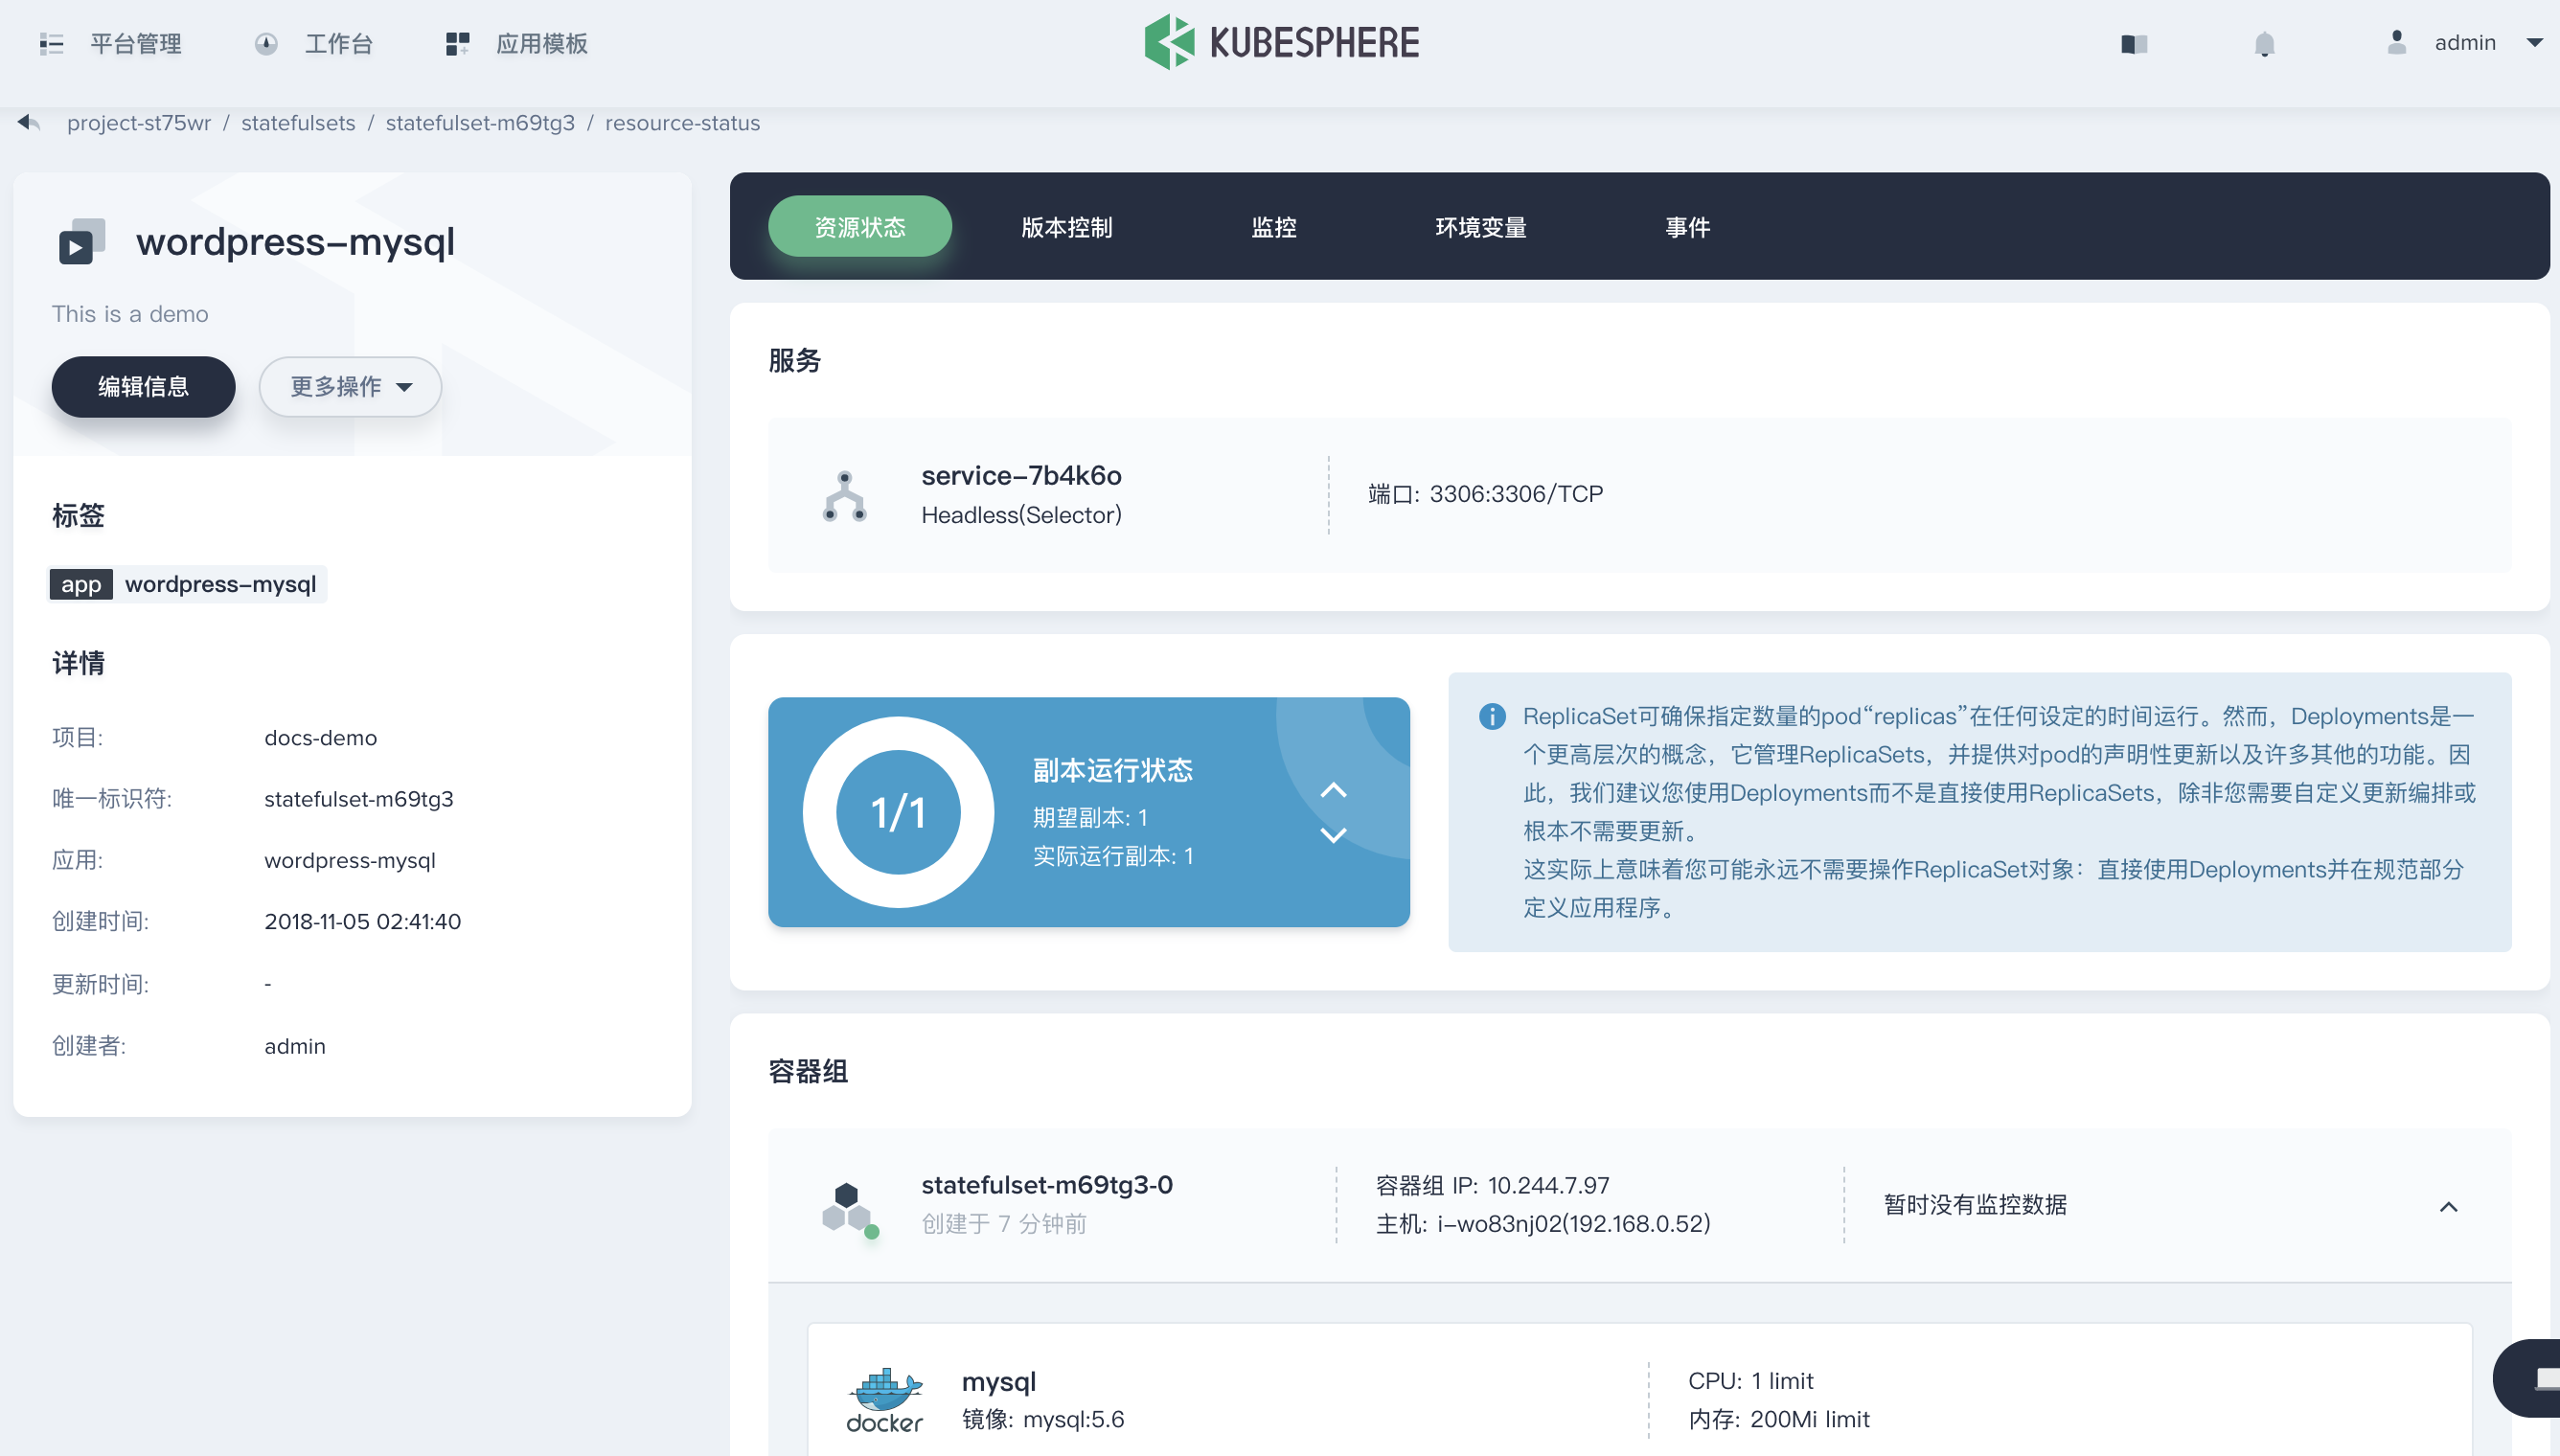 平台管理
工作台
应用模板
KUBESPHERE
admin
project-st75wr / statefulsets / statefulset-m69tg3 / resource-status
wordpress-mysql
This is a demo
编辑信息
更多操作
标签
app wordpress-mysql
详情
项目: docs-demo
唯一标识符: statefulset-m69tg3
应用: wordpress-mysql
创建时间: 2018-11-05 02:41:40
更新时间: -
创建者: admin
资源状态
版本控制
监控
环境变量
事件
服务
service-7b4k6o
Headless(Selector)
端口: 3306:3306/TCP
1/1
副本运行状态
期望副本: 1
实际运行副本: 1
ReplicaSet可确保指定数量的pod“replicas”在任何设定的时间运行。然而，Deployments是一
个更高层次的概念，它管理ReplicaSets，并提供对pod的声明性更新以及许多其他的功能。因
此，我们建议您使用Deployments而不是直接使用ReplicaSets，除非您需要自定义更新编排或
根本不需要更新。
这实际上意味着您可能永远不需要操作ReplicaSet对象：直接使用Deployments并在规范部分
定义应用程序。
容器组
statefulset-m69tg3-0
创建于 7 分钟前
容器组 IP: 10.244.7.97
主机: i-wo83nj02(192.168.0.52)
暂时没有监控数据
docker
mysql
镜像: mysql:5.6
CPU: 1 limit
内存: 200Mi limit